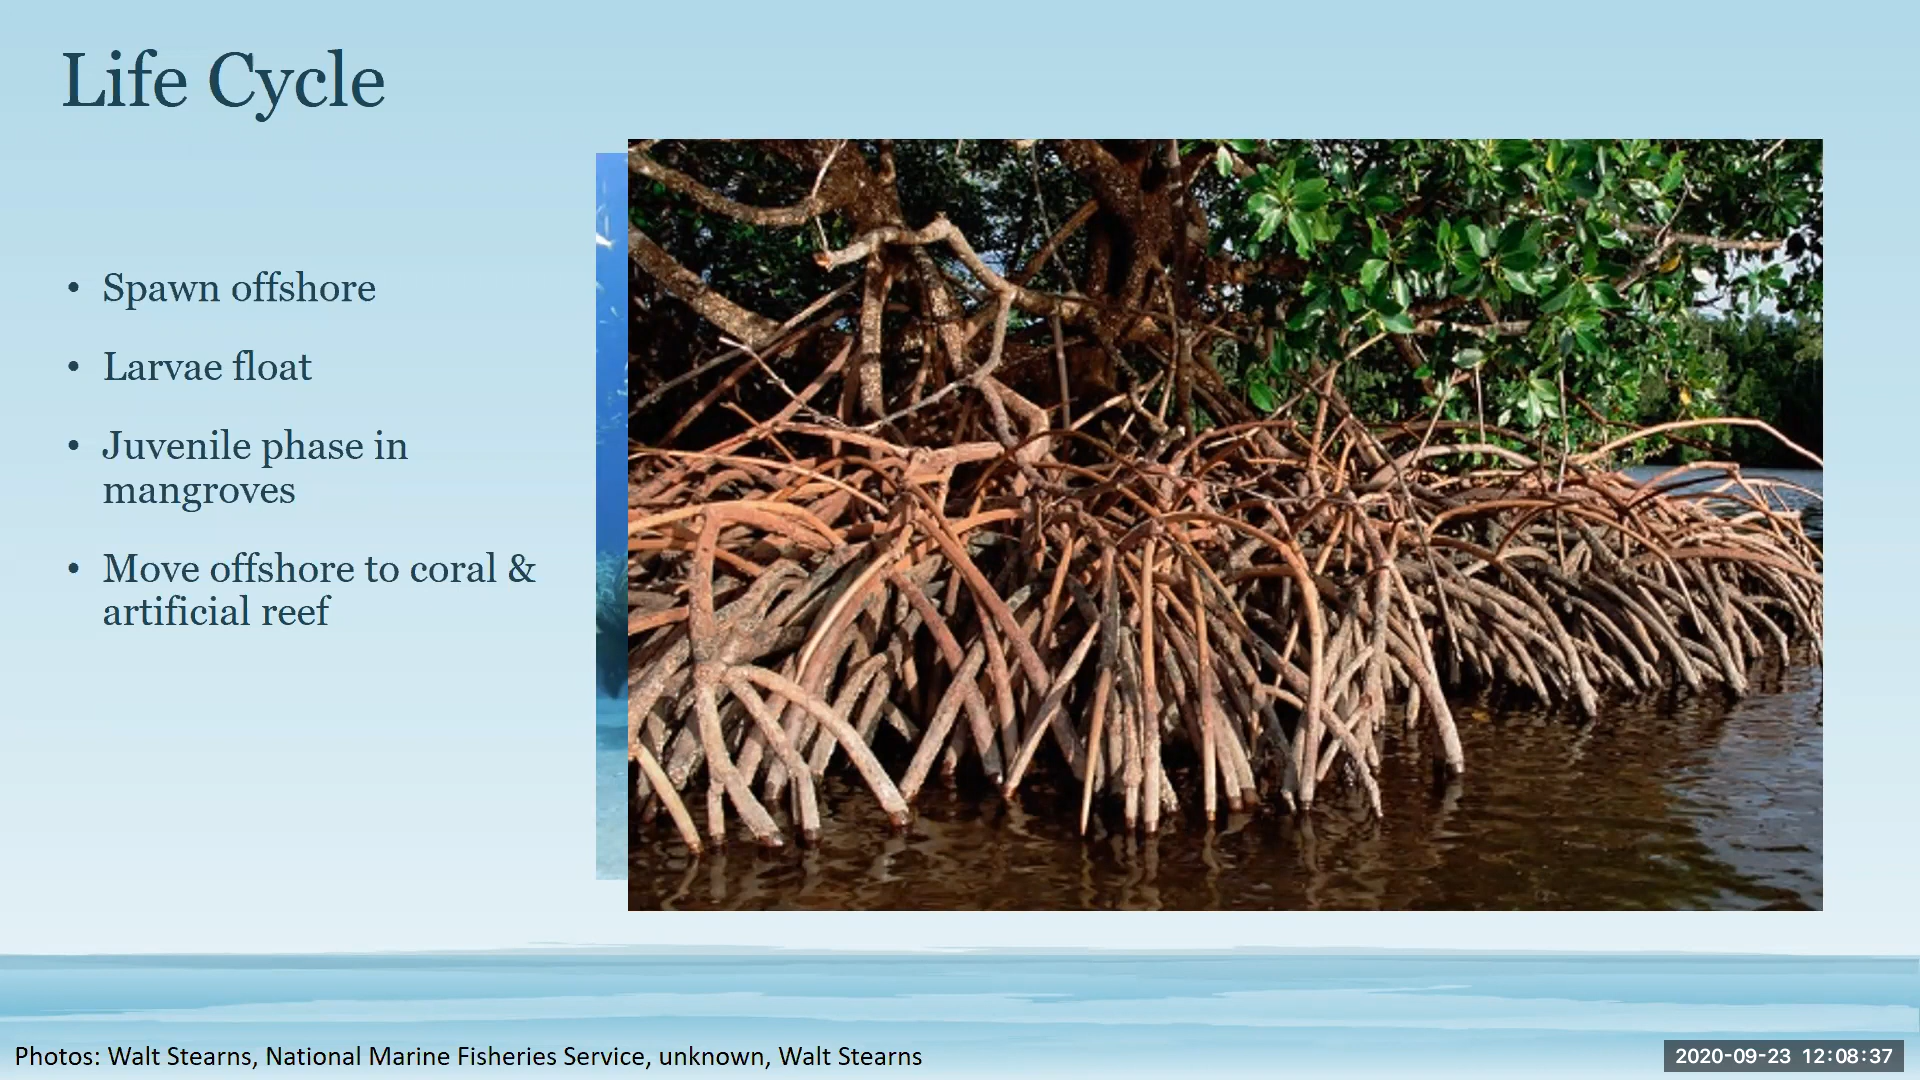 Life Cycle
• Spawn offshore
• Larvae float
• Juvenile phase in
mangroves
• Move offshore to coral &
artificial reef
Photos: Walt Stearns, National Marine Fisheries Service, unknown, Walt Stearns
2020-09-23 12:08:37